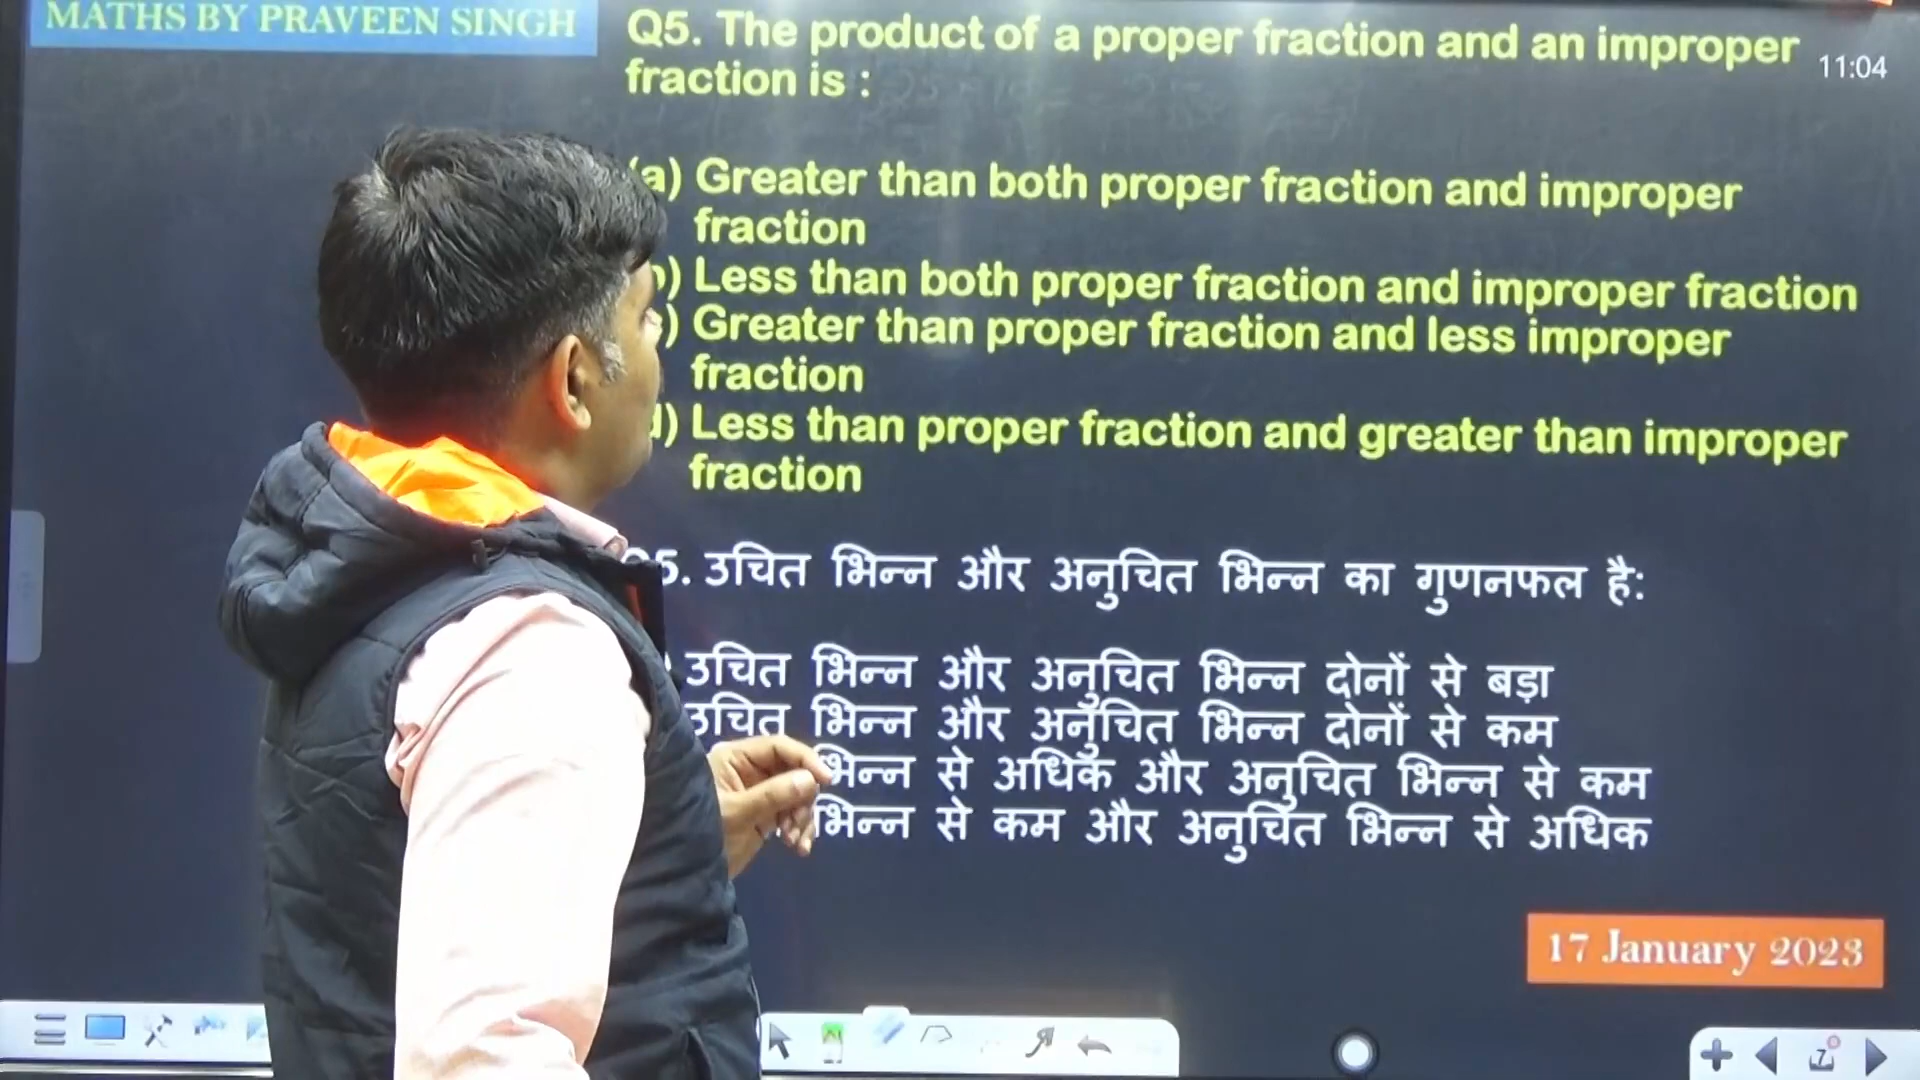 MATHS BY PRAVEEN SINGH
Q5. The product of a proper fraction and an improper
fraction is :
11:04
a) Greater than both proper fraction and improper
fraction
) Less than both proper fraction and improper fraction
) Greater than proper fraction and less improper
fraction
d) Less than proper fraction and greater than improper
fraction
5. उचित भिन्न और अनुचित भिन्न का गुणनफल है:
उचित भिन्न और अनुचित भिन्न दोनों से बड़ा
उचित भिन्न और अनुचित भिन्न दोनों से कम
भिन्न से अधिक और अनुचित भिन्न से कम
भिन्न से कम और अनुचित भिन्न से अधिक
17 January 2023
7